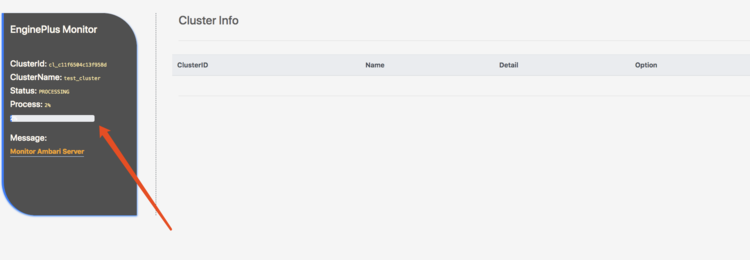 EnginePlus Monitor
ClusterId: cl_c11f6504c13f958d
ClusterName: test_cluster
Status: PROCESSING
Process: 2%
Message:
Monitor Ambari Server
Cluster Info
ClusterID Name Detail Option